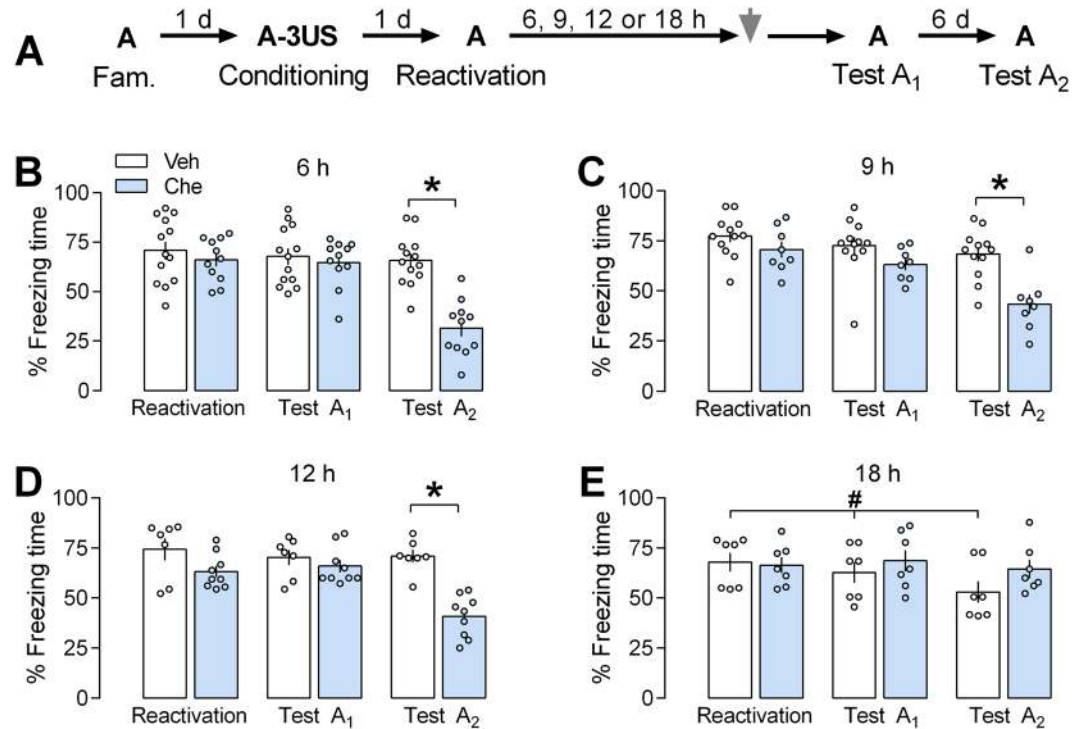 A
A 1 d A-3US 1 d A 6, 9, 12 or 18 h A 6 d A
Fam. Conditioning Reactivation Test A₁ Test A₂
B
Veh
Che
6 h
*
% Freezing time
100
75
50
25
0
Reactivation Test A₁ Test A₂
C
9 h
*
% Freezing time
100
75
50
25
0
Reactivation Test A₁ Test A₂
D
12 h
*
% Freezing time
100
75
50
25
0
Reactivation Test A₁ Test A₂
E
18 h
#
% Freezing time
100
75
50
25
0
Reactivation Test A₁ Test A₂